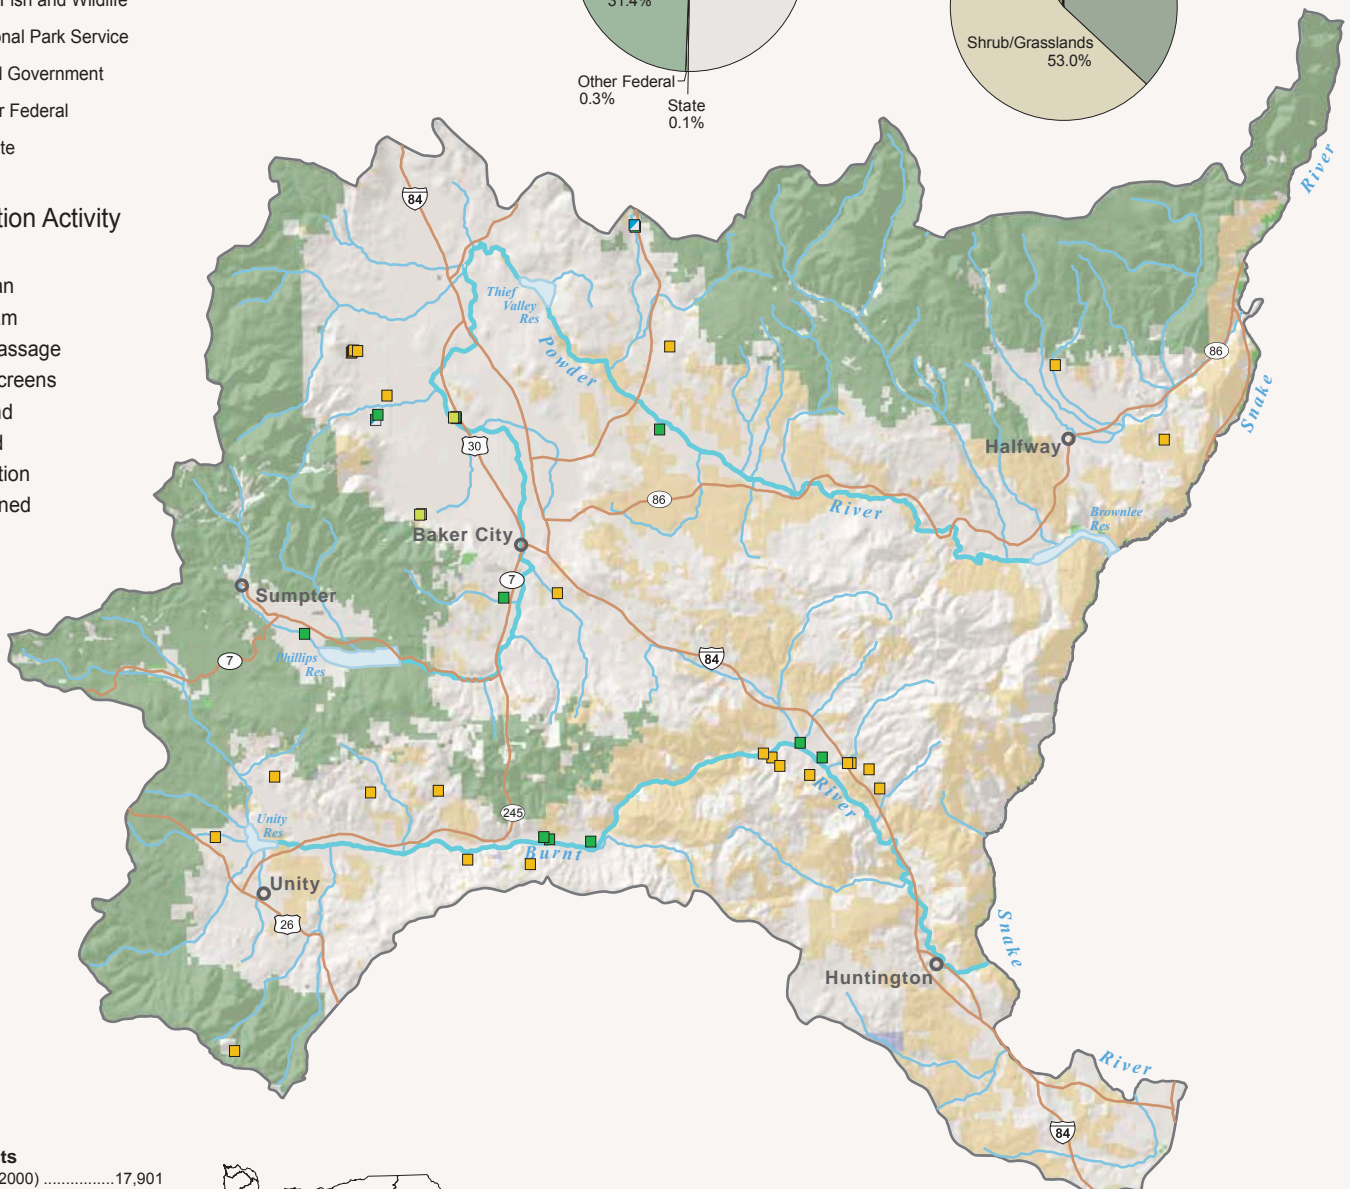 Fish and Wildlife
onal Park Service
l Government
r Federal
te
tion Activity
an
m
assage
creens
nd
d
tion
ned
31.4%
Other Federal
0.3%
State
0.1%
Shrub/Grasslands
53.0%
River
84
Thief
Valley
Res
Powder
86
Snake
30
Halfway
86
River
Brownlee
Res
Baker City
7
Sumpter
7
Phillips
Res
84
River
245
Unity
Res
Burnt
Unity
26
Snake
Huntington
River
84
ts
2000) ................17,901